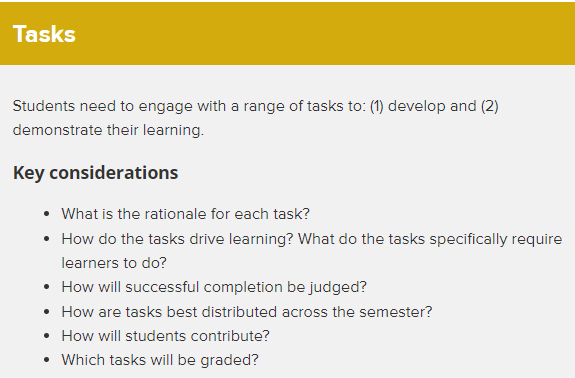 Tasks
Students need to engage with a range of tasks to: (1) develop and (2)
demonstrate their learning.
Key considerations
• What is the rationale for each task?
• How do the tasks drive learning? What do the tasks specifically require
learners to do?
• How will successful completion be judged?
• How are tasks best distributed across the semester?
• How will students contribute?
• Which tasks will be graded?